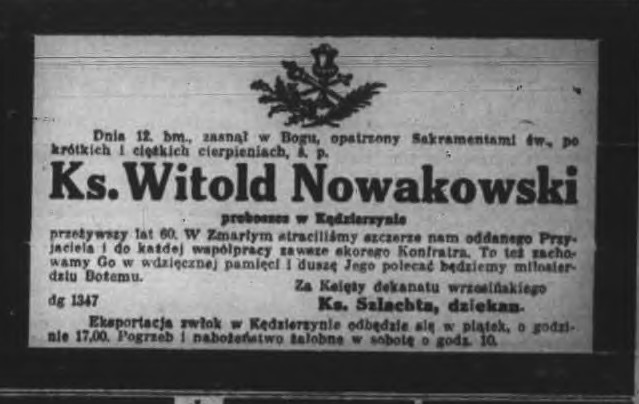 Dnia 12. bm., zasnął w Bogu, opatrzony Sakramentami św., po
krótkich i ciężkich cierpieniach, ś. p.
Ks. Witold Nowakowski
proboszcz w Kędzierzynie
przeżywszy lat 60. W Zmarłym straciliśmy szczerze nam oddanego Przy-
jaciela i do każdej współpracy zawsze skorego Konfratra. To też zacho-
wamy Go w wdzięcznej pamięci i duszę Jego polecać będziemy miłosier-
dziu Bożemu.
Za Księży dekanatu wrzesińskiego
dg 1347
Ks. Szlachta, dziekan.
Eksportacja zwłok w Kędzierzynie odbędzie się w piątek, o godzi-
nie 17,00. Pogrzeb i nabożeństwo żałobne w sobotę o godz. 10.